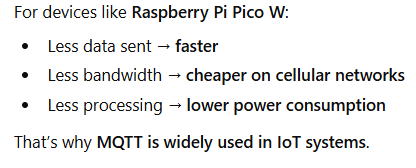 For devices like Raspberry Pi Pico W:
• Less data sent → faster
• Less bandwidth → cheaper on cellular networks
• Less processing → lower power consumption
That's why MQTT is widely used in IoT systems.